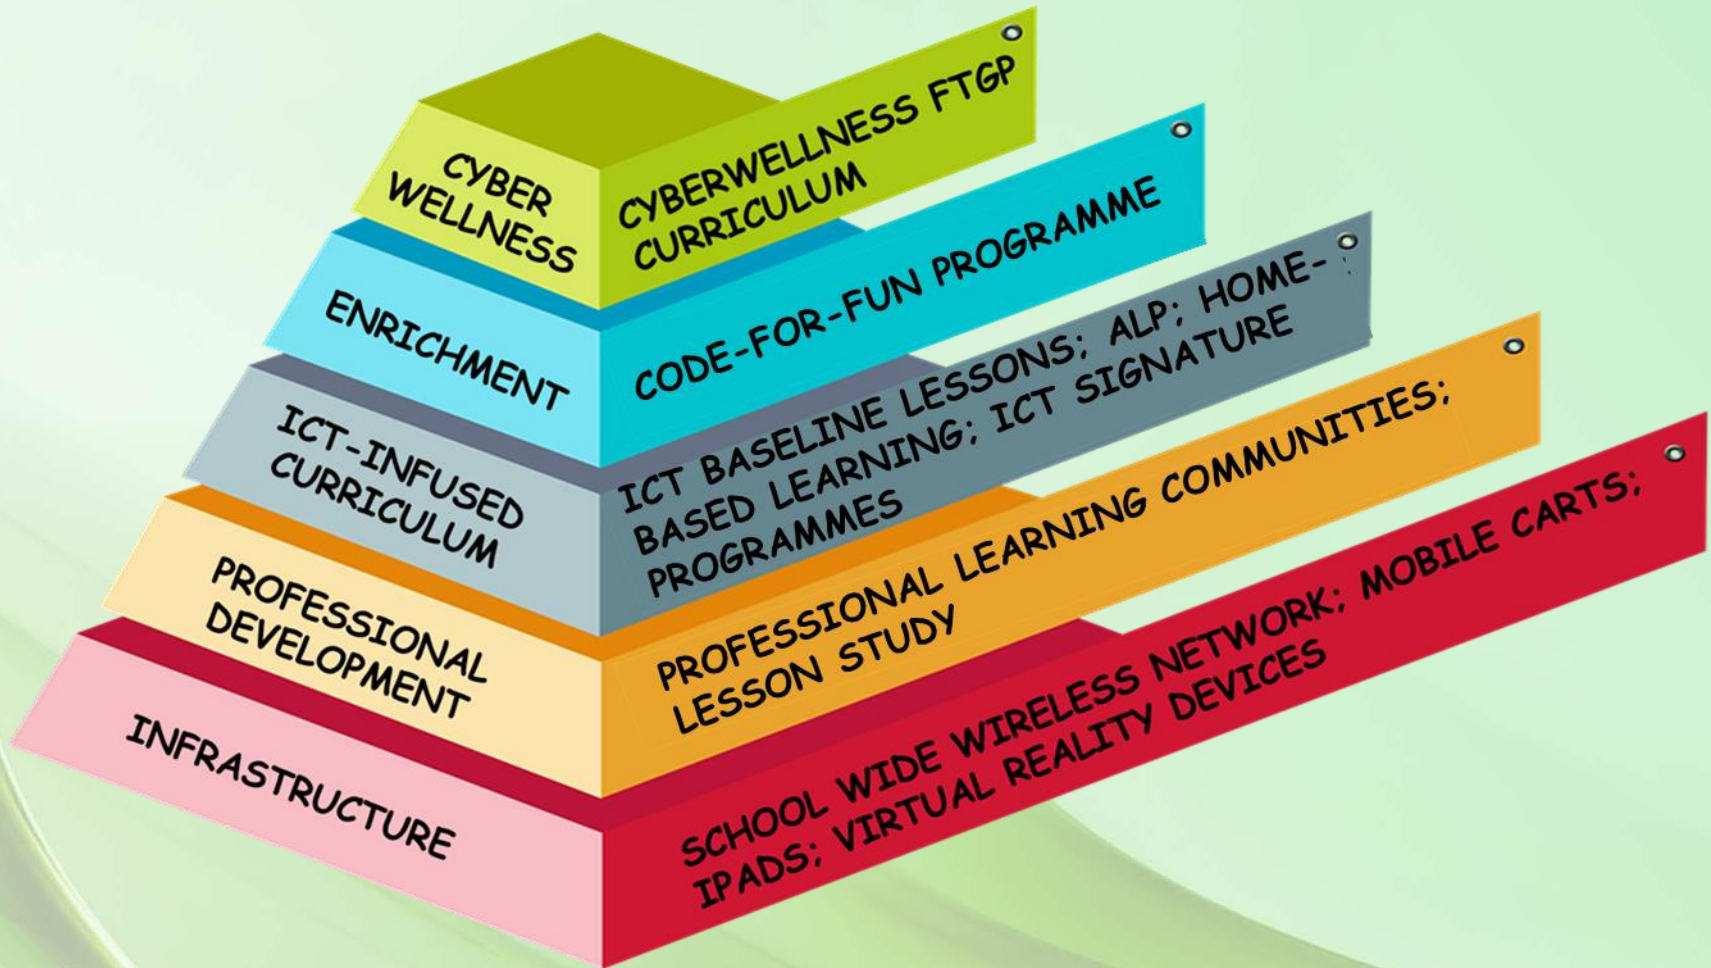 CYBER
WELLNESS
CYBERWELLNESS FTGP
CURRICULUM
ENRICHMENT
CODE-FOR-FUN PROGRAMME
ICT-INFUSED
CURRICULUM
ICT BASELINE LESSONS; ALP; HOME-
BASED LEARNING; ICT SIGNATURE
PROGRAMMES
PROFESSIONAL
DEVELOPMENT
PROFESSIONAL LEARNING COMMUNITIES;
LESSON STUDY
INFRASTRUCTURE
SCHOOL WIDE WIRELESS NETWORK; MOBILE CARTS;
IPADS; VIRTUAL REALITY DEVICES